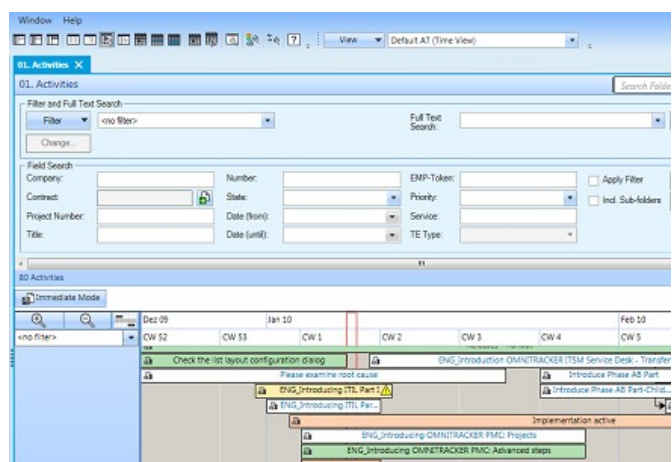 Window Help
View Default AT (Time View)
01. Activities
01. Activities Search Folde
Filter and Full Text Search
Filter <no filter> Full Text Search:
Change...
Field Search
Company: Number: EMP-Token: Apply Filter
Contract: State: Priority: Incl. Sub-folders
Project Number: Date (from): Service:
Title: Date (until): TE Type:
80 Activities
Immediate Mode
Dez 09 Jan 10 Feb 10
<no filter> CW 52 CW 53 CW 1 CW 2 CW 3 CW 4 CW 5
Check the list layout configuration dialog ENG_Introduction OMNITRACKER ITSM Service Desk - Transfer
Please examine root cause Introduce Phase AB Part
ENG_Introducing ITIL Part I Introduce Phase AB Part-Child...
ENG_Introducing ITIL Par...
Implementation active
ENG_Introducing OMNITRACKER PMC: Projects
ENG_Introducing OMNITRACKER PMC: Advanced steps